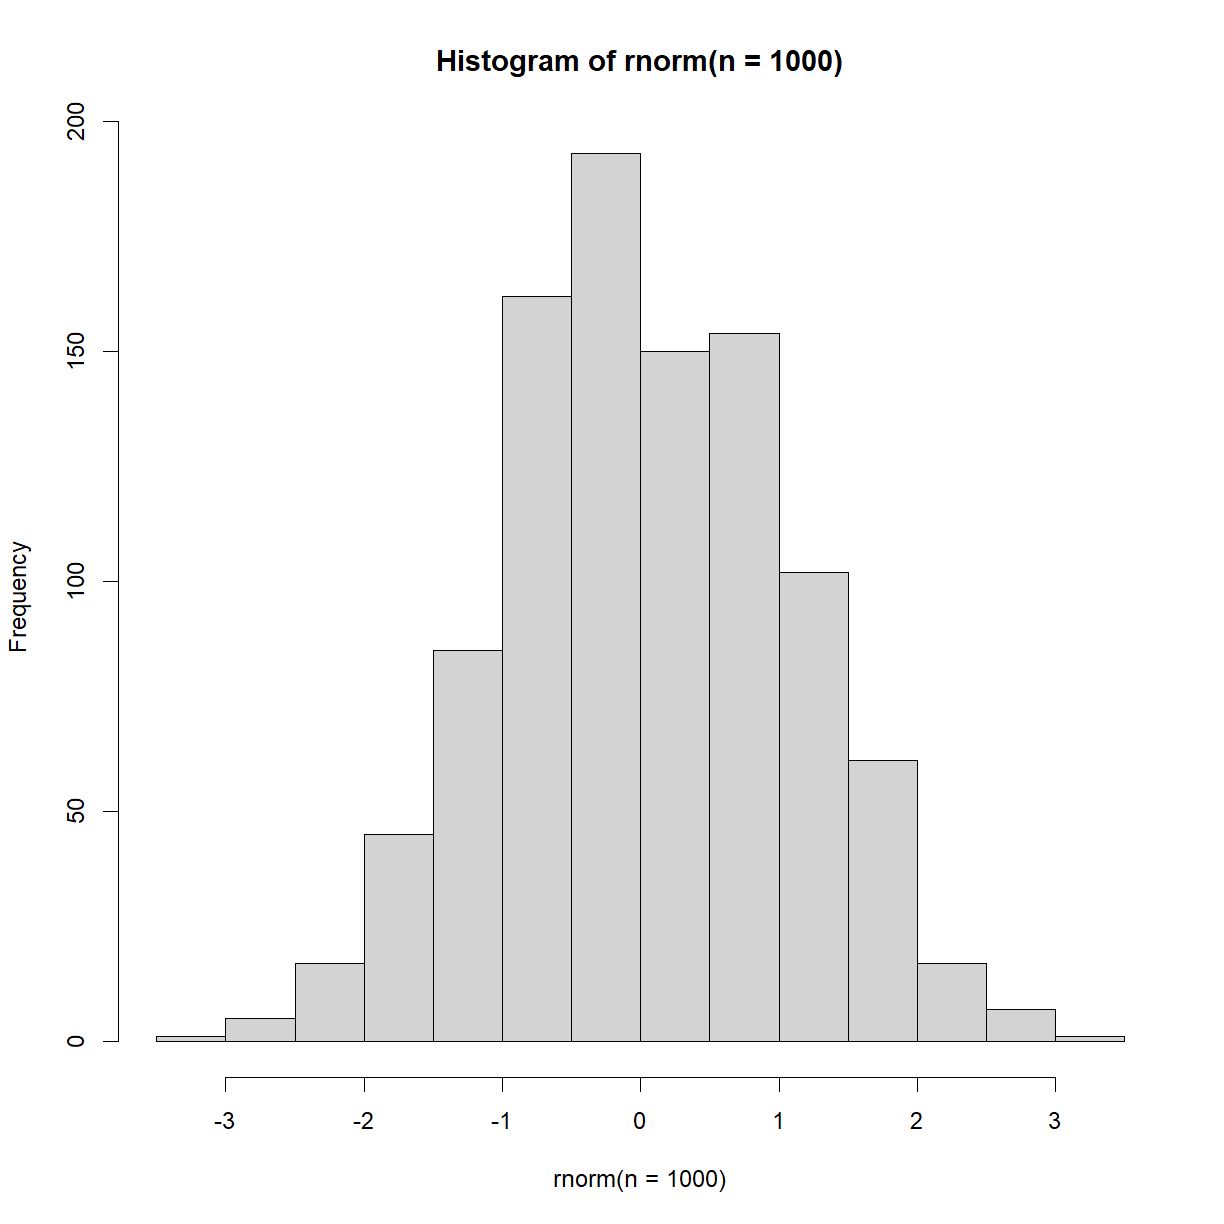 Histogram of rnorm(n = 1000)
200
150
100
50
0
Frequency
-3 -2 -1 0 1 2 3
rnorm(n = 1000)